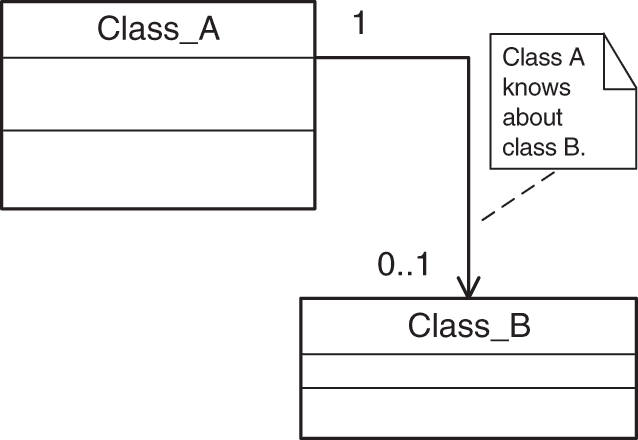 Class_A
1
Class A
knows
about
class B.
0..1
Class_B